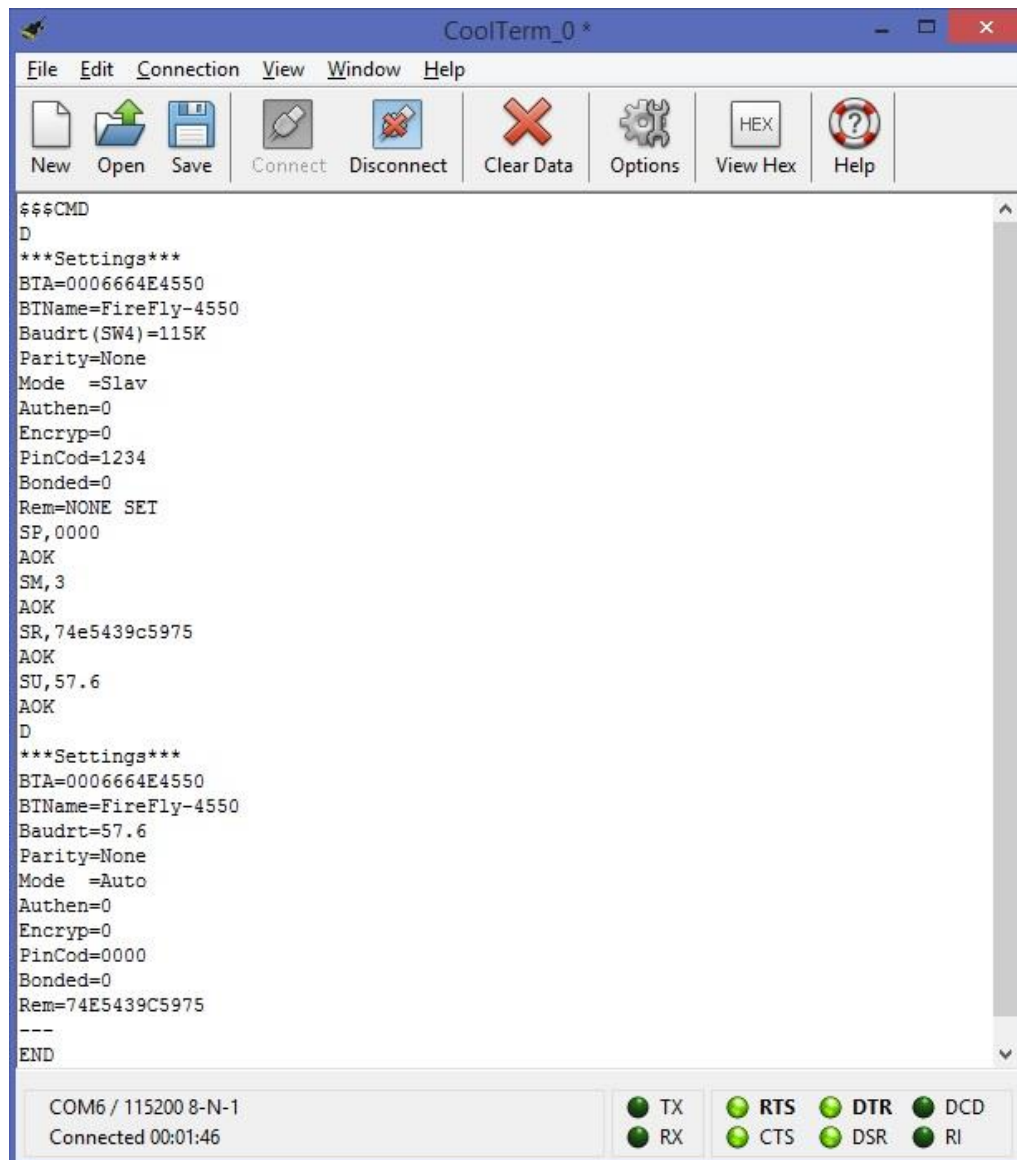 CoolTerm_0 *
File Edit Connection View Window Help
New Open Save Connect Disconnect Clear Data Options HEX View Hex Help
$$$CMD
D
***Settings***
BTA=0006664E4550
BTName=FireFly-4550
Baudrt(SW4)=115K
Parity=None
Mode  =Slav
Authen=0
Encryp=0
PinCod=1234
Bonded=0
Rem=NONE SET
SP,0000
AOK
SM,3
AOK
SR,74e5439c5975
AOK
SU,57.6
AOK
D
***Settings***
BTA=0006664E4550
BTName=FireFly-4550
Baudrt=57.6
Parity=None
Mode  =Auto
Authen=0
Encryp=0
PinCod=0000
Bonded=0
Rem=74E5439C5975
---
END
COM6 / 115200 8-N-1
Connected 00:01:46
TX RTS DTR DCD
RX CTS DSR RI